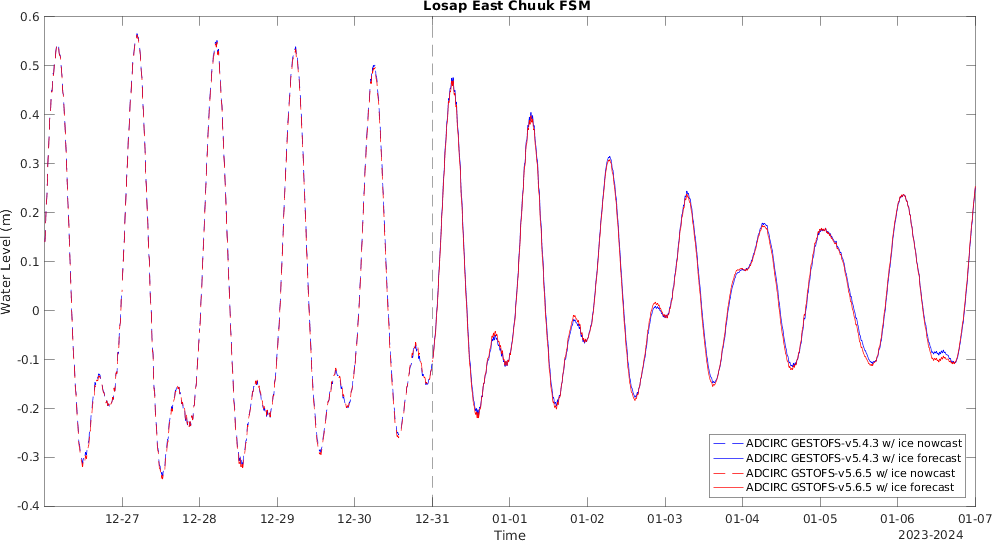 Losap East Chuuk FSM
0.6
0.5
0.4
0.3
0.2
0.1
0
-0.1
-0.2
-0.3
-0.4
Water Level (m)
ADCIRC GESTOFS-v5.4.3 w/ ice nowcast
ADCIRC GESTOFS-v5.4.3 w/ ice forecast
ADCIRC GSTOFS-v5.6.5 w/ ice nowcast
ADCIRC GSTOFS-v5.6.5 w/ ice forecast
12-27 12-28 12-29 12-30 12-31 01-01 01-02 01-03 01-04 01-05 01-06 01-07
Time
2023-2024